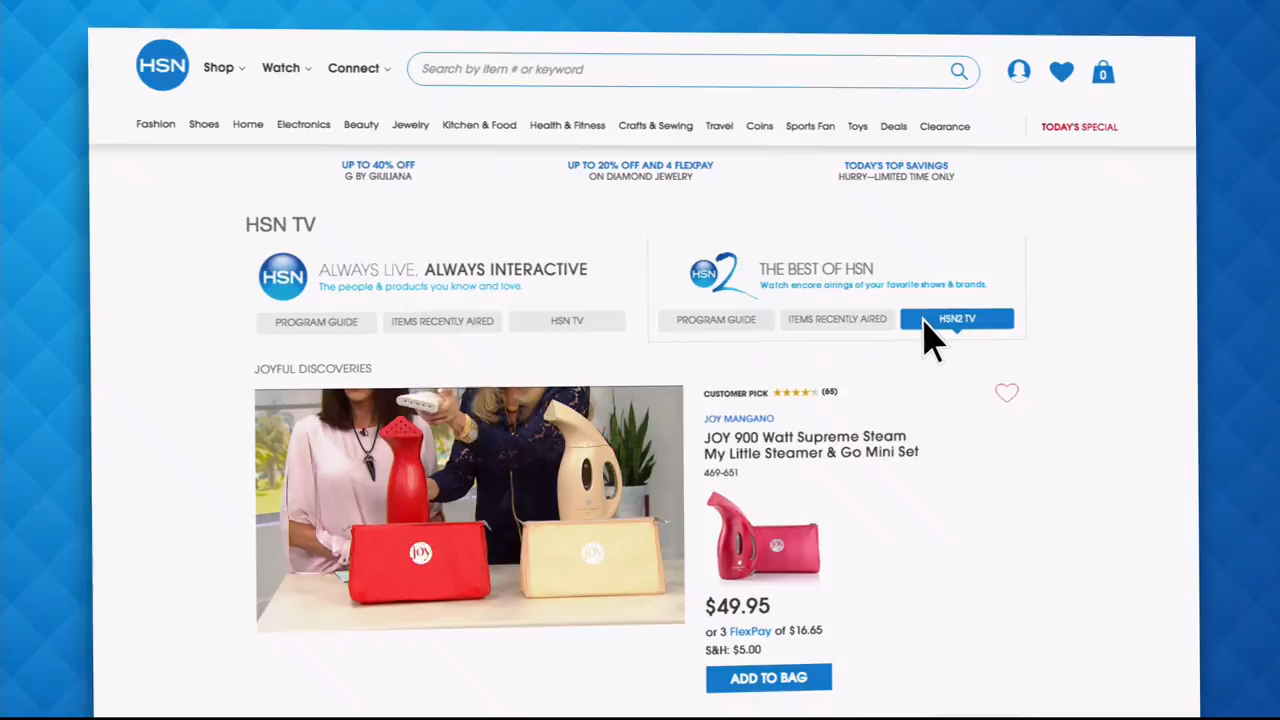 HSN
Shop
Watch
Connect
Search by item # or keyword
0
Fashion
Shoes
Home
Electronics
Beauty
Jewelry
Kitchen & Food
Health & Fitness
Crafts & Sewing
Travel
Coins
Sports Fan
Toys
Deals
Clearance
TODAY'S SPECIAL
UP TO 40% OFF
G BY GIULIANA
UP TO 20% OFF AND 4 FLEXPAY
ON DIAMOND JEWELRY
TODAY'S TOP SAVINGS
HURRY—LIMITED TIME ONLY
HSN TV
HSN
ALWAYS LIVE, ALWAYS INTERACTIVE
The people & products you know and love.
PROGRAM GUIDE
ITEMS RECENTLY AIRED
HSN TV
HSN2
THE BEST OF HSN
Watch encore airings of your favorite shows & brands.
PROGRAM GUIDE
ITEMS RECENTLY AIRED
HSN2 TV
JOYFUL DISCOVERIES
joy
joy
CUSTOMER PICK
(65)
JOY MANGANO
JOY 900 Watt Supreme Steam
My Little Steamer & Go Mini Set
469-651
joy
$49.95
or 3 FlexPay of $16.65
S&H: $5.00
ADD TO BAG